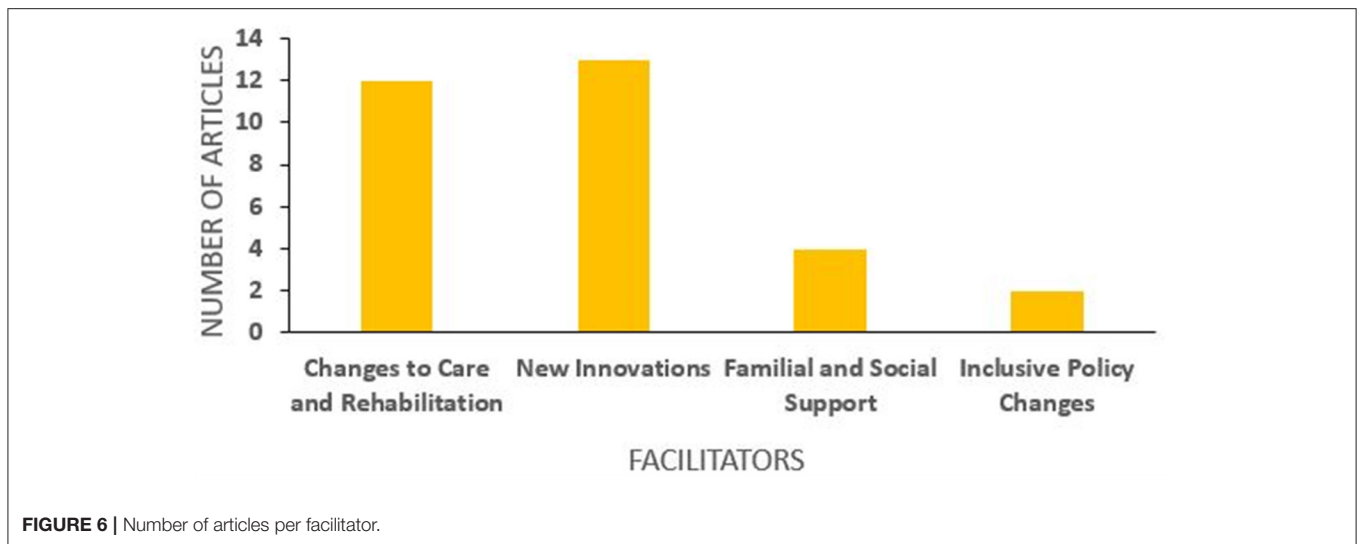 NUMBER OF ARTICLES
14
12
10
8
6
4
2
0
Changes to Care
and Rehabilitation
New Innovations
Familial and Social
Support
Inclusive Policy
Changes
FACILITATORS
FIGURE 6 | Number of articles per facilitator.